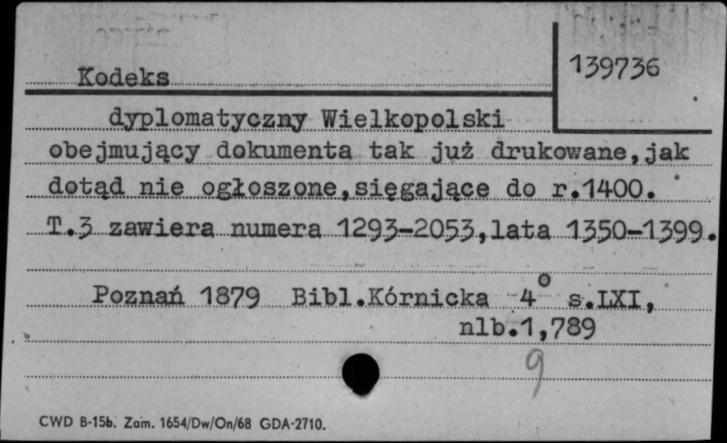 139736
Kodeks
dyplomatyczny Wielkopolski
obejmujący dokumenta tak już drukowane,jak
dotąd nie ogłoszone,sięgające do r.1400.
T.3 zawiera numera 1293-2053,lata 1350-1399.
Poznań 1879 Bibl.Kórnicka 4° s.LXI,
nlb.1,789
9
CWD B-15b. Zam. 1654/Dw/On/68 GDA-2710.